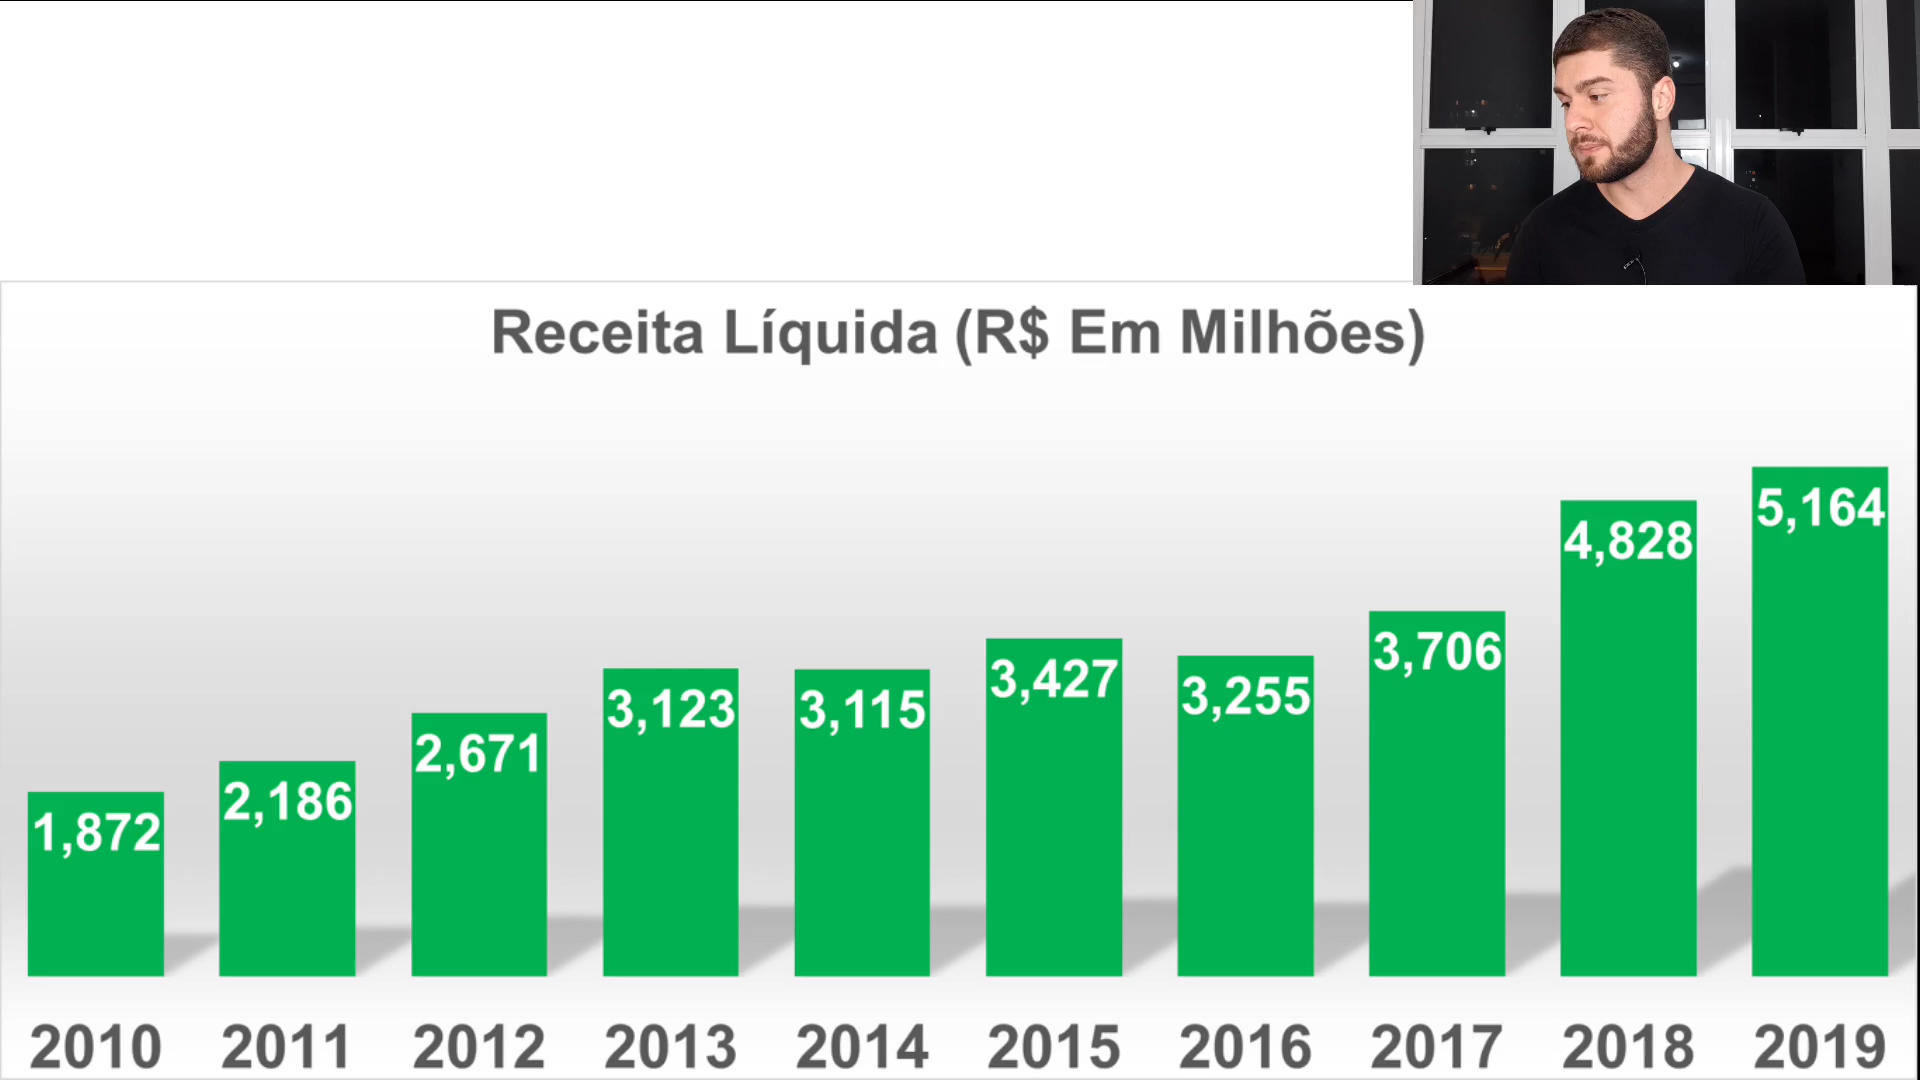 Receita Líquida (R$ Em Milhões)
1,872 2,186 2,671 3,123 3,115 3,427 3,255 3,706 4,828 5,164
2010 2011 2012 2013 2014 2015 2016 2017 2018 2019